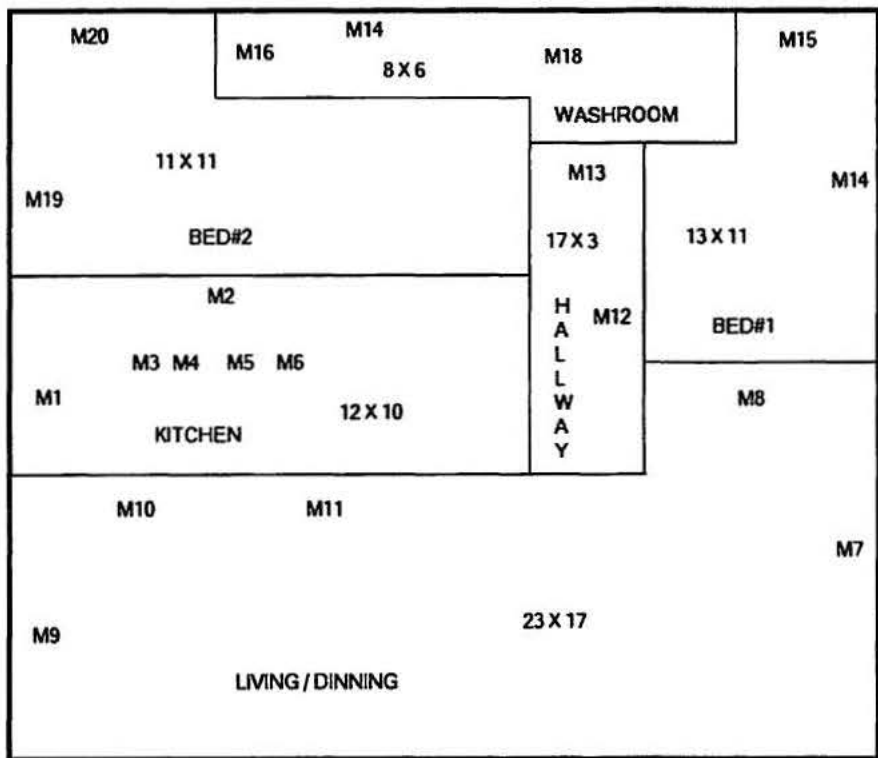 M20
M16
M14
8 X 6
M18
M15
WASHROOM
11 X 11
M19
BED#2
M13
17 X 3
HALLWAY
M12
M14
13 X 11
BED#1
M2
M3 M4 M5 M6
M1
12 X 10
KITCHEN
M8
M10 M11
M7
M9
23 X 17
LIVING / DINNING